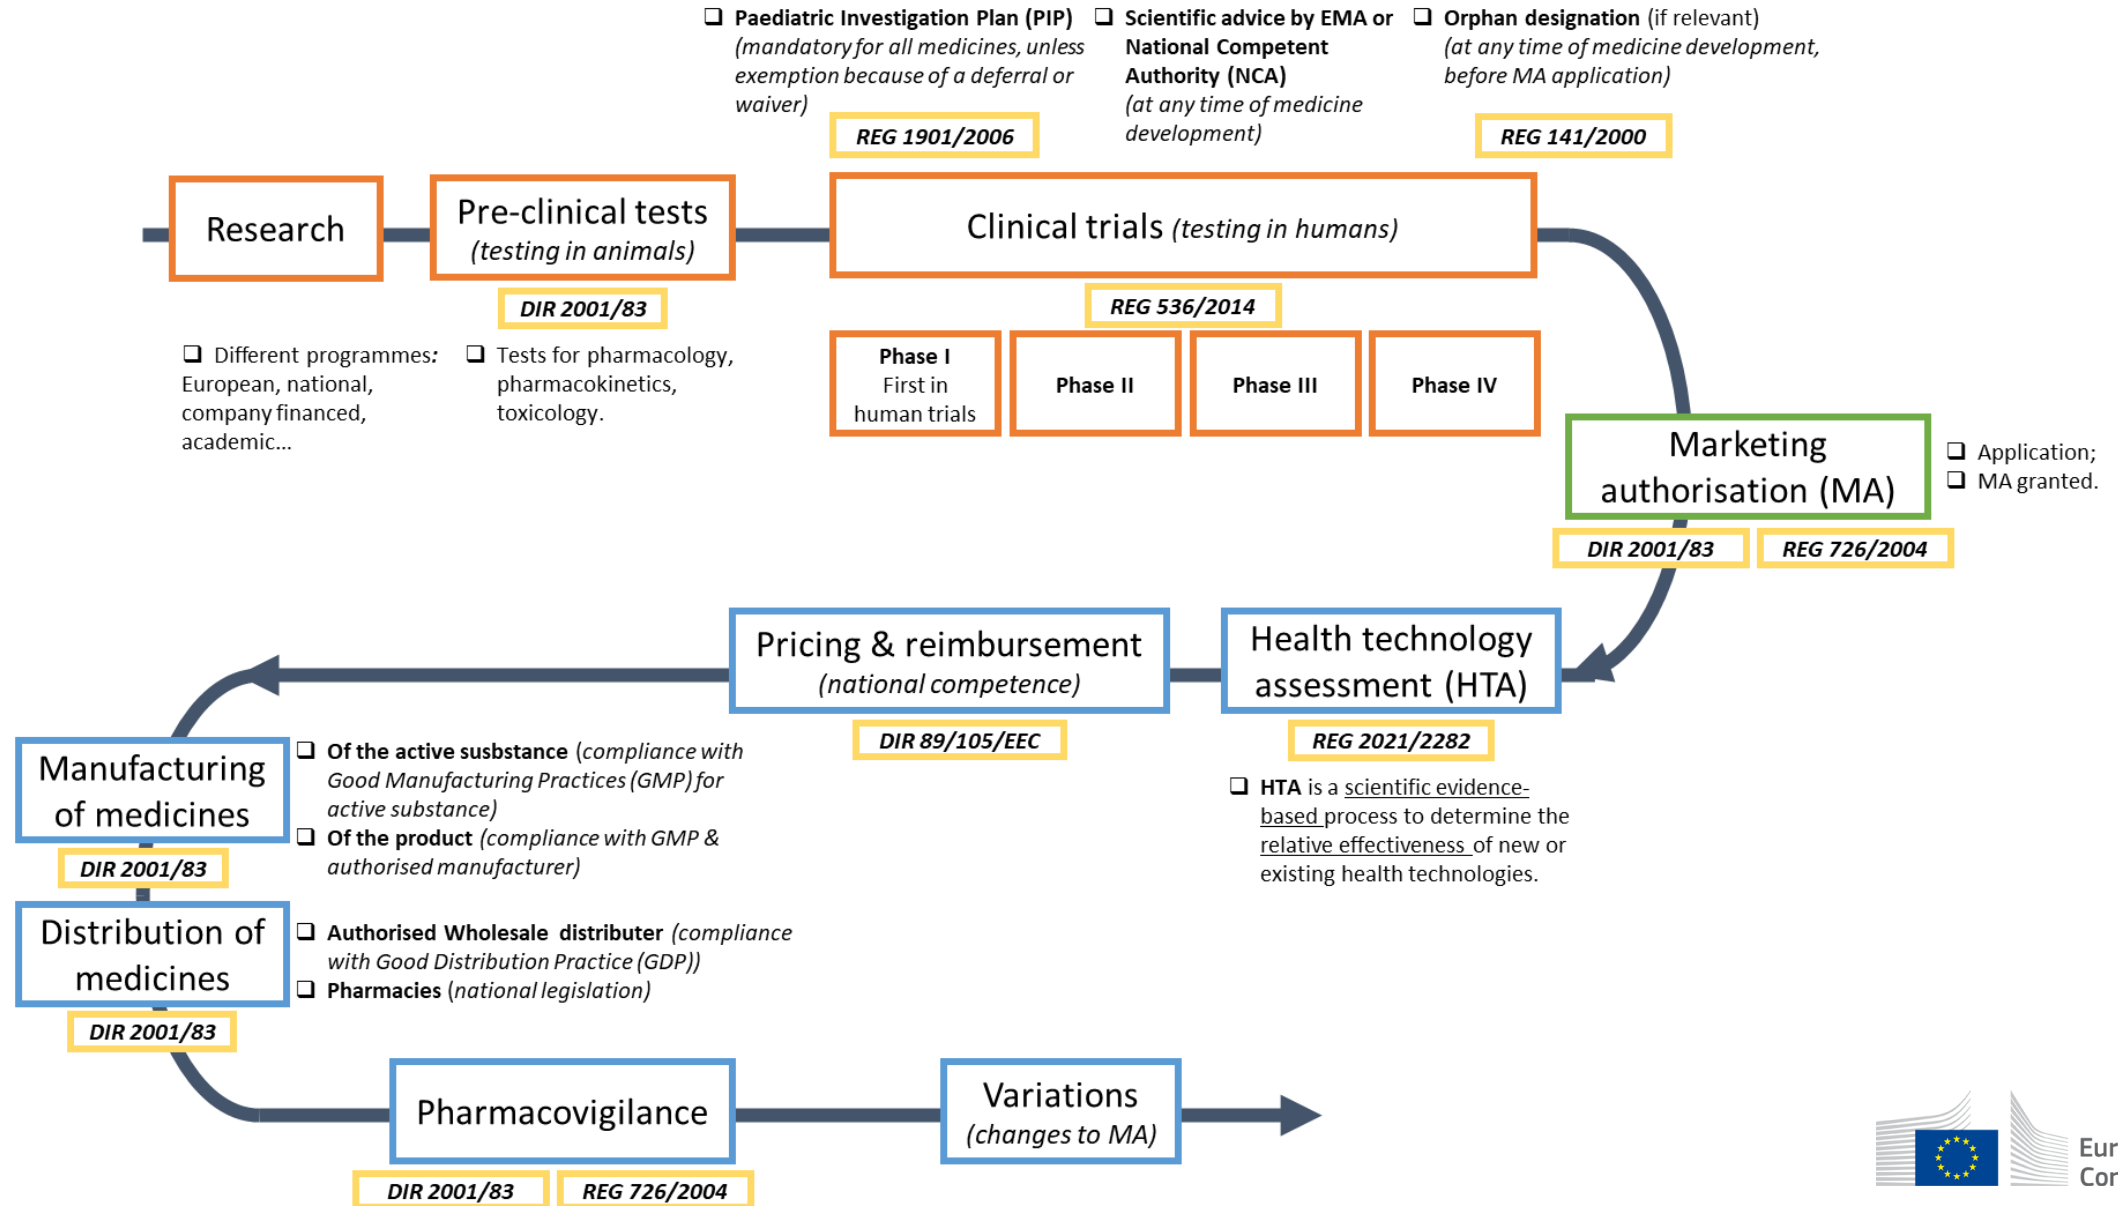 ❑ Paediatric Investigation Plan (PIP)
(mandatory for all medicines, unless
exemption because of a deferral or
waiver)
REG 1901/2006
❑ Scientific advice by EMA or
National Competent
Authority (NCA)
(at any time of medicine
development)
❑ Orphan designation (if relevant)
(at any time of medicine development,
before MA application)
REG 141/2000
Research
❑ Different programmes:
European, national,
company financed,
academic...
Pre-clinical tests
(testing in animals)
DIR 2001/83
❑ Tests for pharmacology,
pharmacokinetics,
toxicology.
Clinical trials (testing in humans)
REG 536/2014
Phase I
First in
human trials
Phase II
Phase III
Phase IV
Marketing
authorisation (MA)
❑ Application;
❑ MA granted.
DIR 2001/83
REG 726/2004
Health technology
assessment (HTA)
REG 2021/2282
❑ HTA is a scientific evidence-
based process to determine the
relative effectiveness of new or
existing health technologies.
Pricing & reimbursement
(national competence)
DIR 89/105/EEC
Manufacturing
of medicines
DIR 2001/83
❑ Of the active susbstance (compliance with
Good Manufacturing Practices (GMP) for
active substance)
❑ Of the product (compliance with GMP &
authorised manufacturer)
Distribution of
medicines
DIR 2001/83
❑ Authorised Wholesale distributer (compliance
with Good Distribution Practice (GDP))
❑ Pharmacies (national legislation)
Pharmacovigilance
DIR 2001/83
REG 726/2004
Variations
(changes to MA)
Eur
Cor